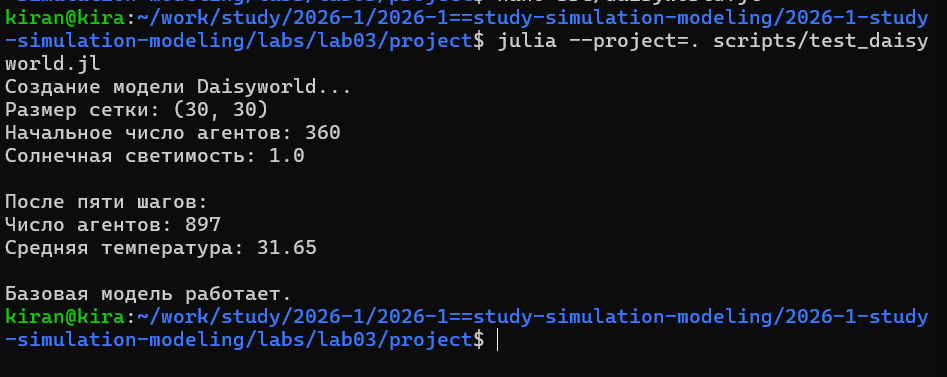 kiran@kira:~/work/study/2026-1/2026-1==study-simulation-modeling/2026-1-study
-simulation-modeling/labs/lab03/project$ julia --project=. scripts/test_daisy
world.jl
Создание модели Daisyworld...
Размер сетки: (30, 30)
Начальное число агентов: 360
Солнечная светимость: 1.0
После пяти шагов:
Число агентов: 897
Средняя температура: 31.65
Базовая модель работает.
kiran@kira:~/work/study/2026-1/2026-1==study-simulation-modeling/2026-1-study
-simulation-modeling/labs/lab03/project$